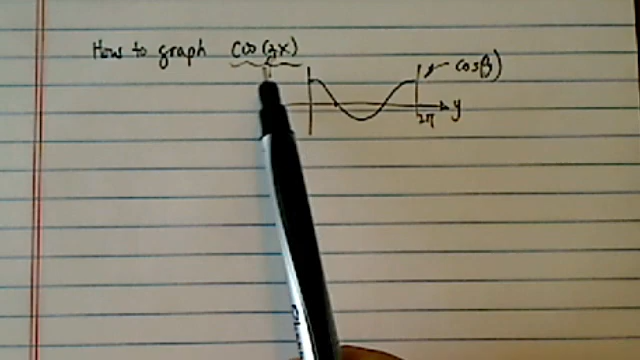 How to graph cos(2x)
cos(y)
2π
y